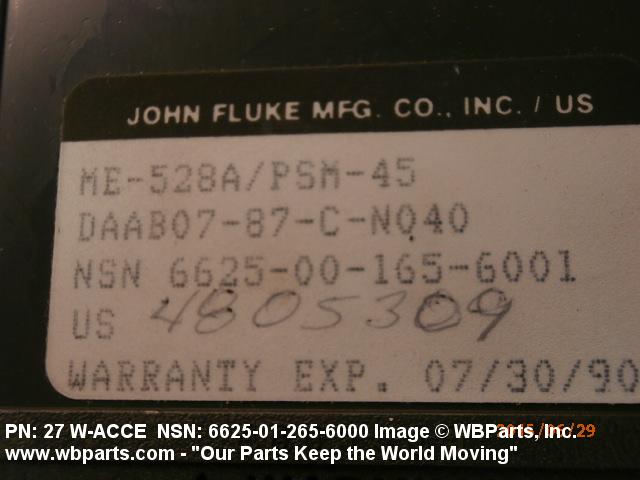 JOHN FLUKE MFG. CO., INC. / US
ME-528A/PSM-45
DAAB07-87-C-N040
NSN 6625-00-165-6001
US 4805309
WARRANTY EXP. 07/30/90
PN: 27 W-ACCE NSN: 6625-01-265-6000 Image © WBParts, Inc.
www.wbparts.com - "Our Parts Keep the World Moving"